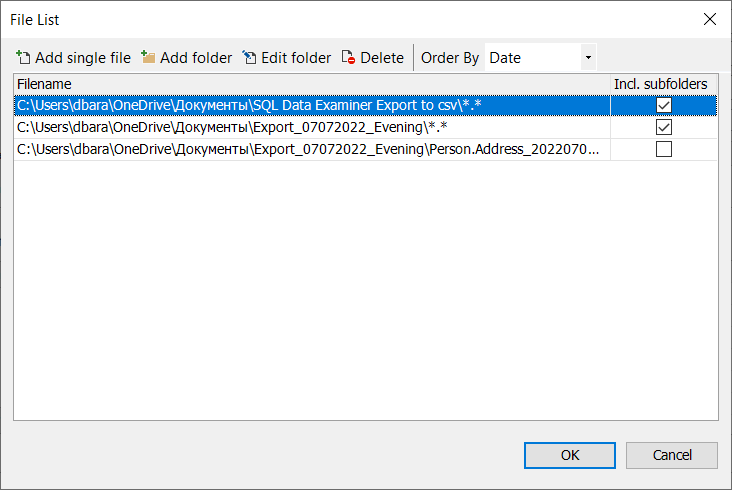 File List
Add single file Add folder Edit folder Delete Order By Date
Filename Incl. subfolders
C:\Users\dbara\OneDrive\Документы\SQL Data Examiner Export to csv\*.*
C:\Users\dbara\OneDrive\Документы\Export_07072022_Evening\*.*
C:\Users\dbara\OneDrive\Документы\Export_07072022_Evening\Person.Address_2022070...
OK Cancel